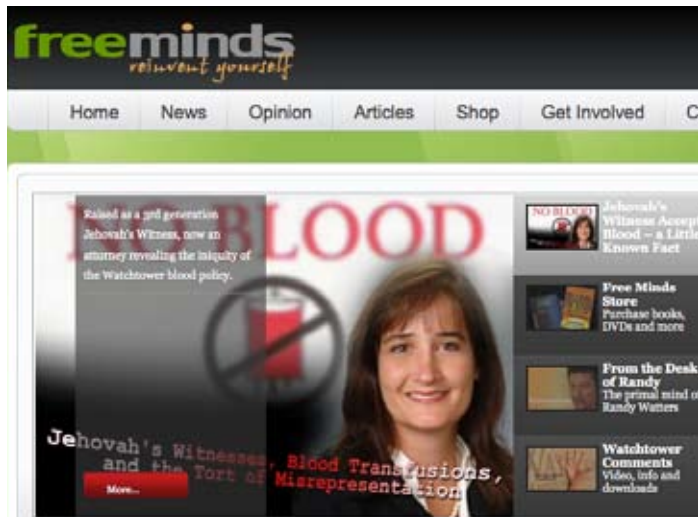 freeminds
reinvent yourself
Home News Opinion Articles Shop Get Involved C
NO BLOOD
Raised as a 3rd generation
Jehovah's Witness, now an
attorney revealing the iniquity of
the Watchtower blood policy.
Jehovah's Witnesses, Blood Transfusions,
and the Tort of
Misrepresentation
More...
NO BLOOD
Jehovah's
Witness Accep
Blood – a Little
Known Fact
Free Minds
Store
Purchase books,
DVDs and more
From the Desk
of Randy
The primal mind o
Randy Watters
Watchtower
Comments
Video, info and
downloads